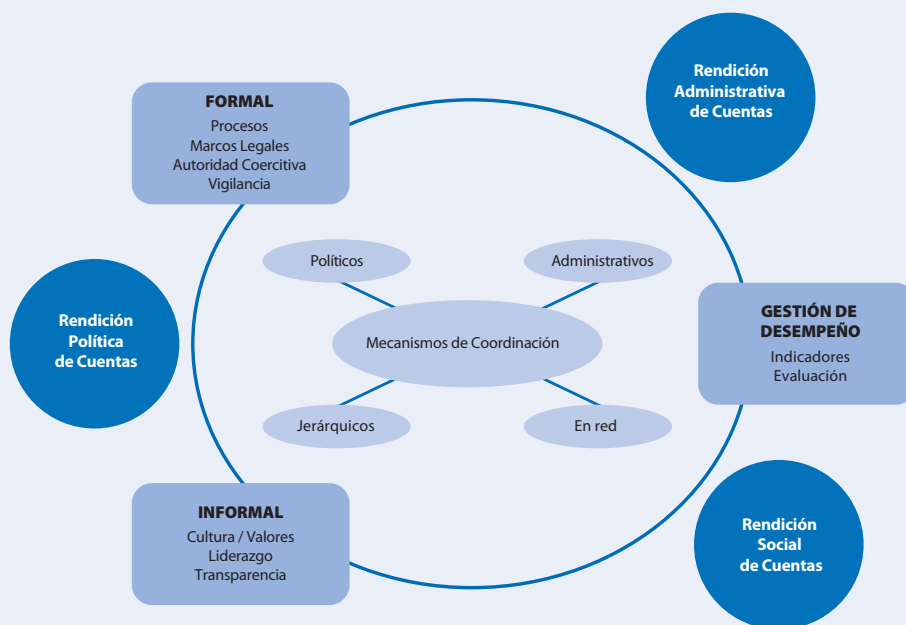 Rendición
Administrativa
de Cuentas
FORMAL
Procesos
Marcos Legales
Autoridad Coercitiva
Vigilancia
Políticos
Administrativos
Rendición
Política
de Cuentas
Mecanismos de Coordinación
GESTIÓN DE
DESEMPEÑO
Indicadores
Evaluación
Jerárquicos
En red
INFORMAL
Cultura / Valores
Liderazgo
Transparencia
Rendición
Social
de Cuentas